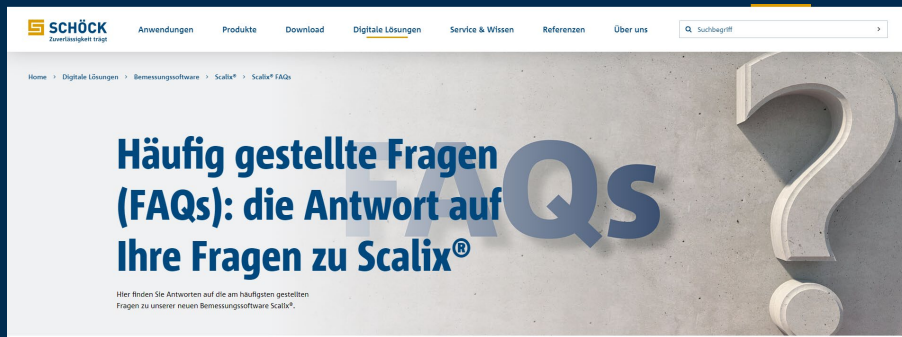 SCHÖCK
Zuverlässigkeit trägt
Anwendungen Produkte Download Digitale Lösungen Service & Wissen Referenzen Über uns Suchbegriff
Home > Digitale Lösungen > Bemessungssoftware > Scalix® > Scalix® FAQs
FAQs
Häufig gestellte Fragen
(FAQs): die Antwort auf
Ihre Fragen zu Scalix®
Hier finden Sie Antworten auf die am häufigsten gestellten
Fragen zu unserer neuen Bemessungssoftware Scalix®.
?